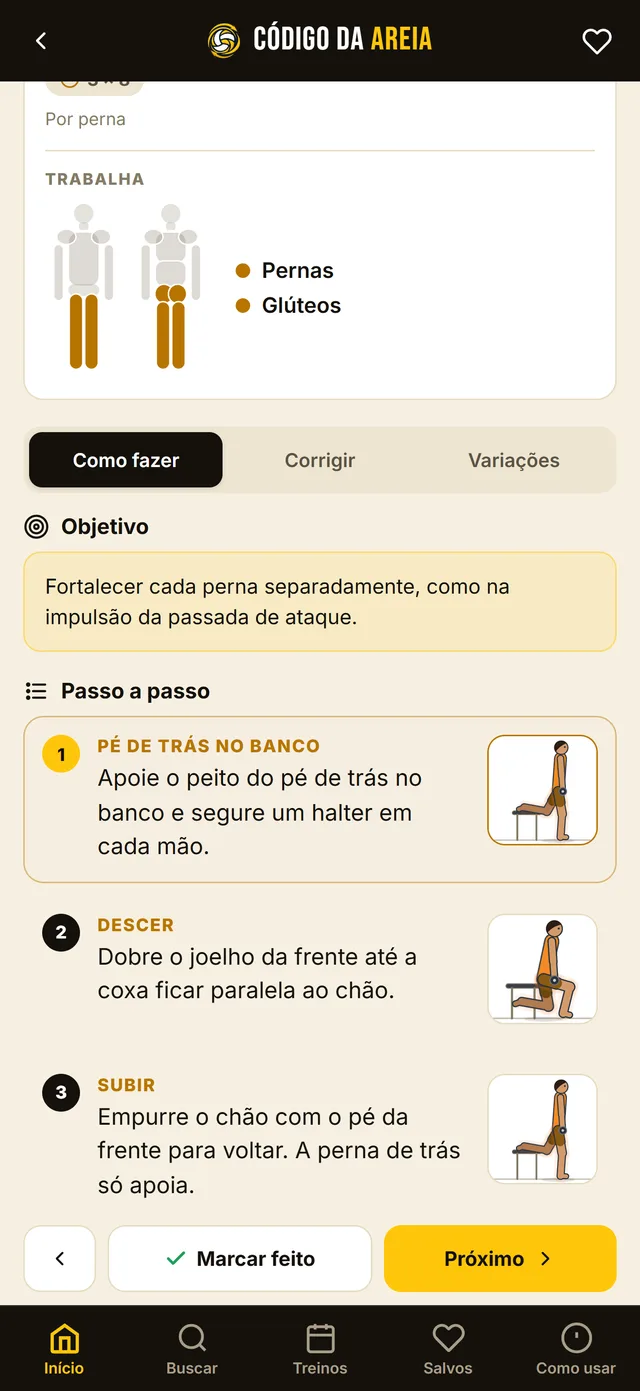 CÓDIGO DA AREIA
Por perna
TRABALHA
Pernas
Glúteos
Como fazer
Corrigir
Variações
Objetivo
Fortalecer cada perna separadamente, como na
impulsão da passada de ataque.
Passo a passo
1
PÉ DE TRÁS NO BANCO
Apoie o peito do pé de trás no
banco e segure um halter em
cada mão.
2
DESCER
Dobre o joelho da frente até a
coxa ficar paralela ao chão.
3
SUBIR
Empurre o chão com o pé da
frente para voltar. A perna de trás
só apoia.
Marcar feito
Próximo
Início
Buscar
Treinos
Salvos
Como usar